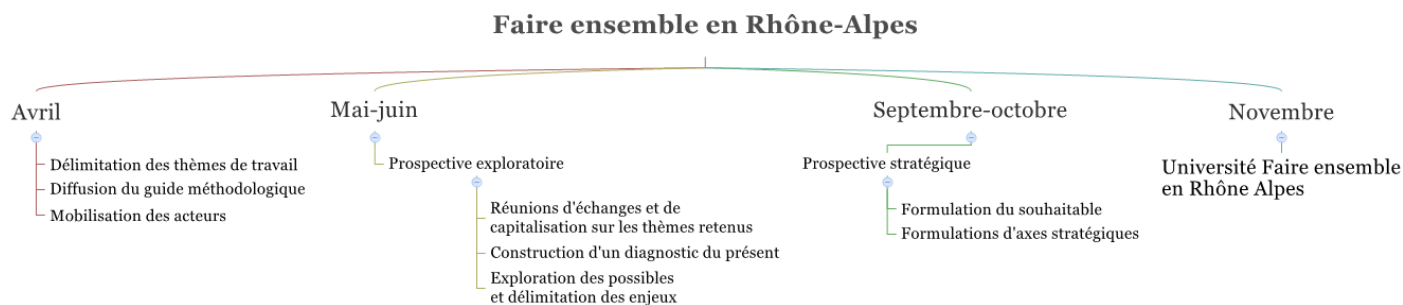 Faire ensemble en Rhône-Alpes
Avril
Délimitation des thèmes de travail
Diffusion du guide méthodologique
Mobilisation des acteurs
Mai-juin
Prospective exploratoire
Réunions d'échanges et de
capitalisation sur les thèmes retenus
Construction d'un diagnostic du présent
Exploration des possibles
et délimitation des enjeux
Septembre-octobre
Prospective stratégique
Formulation du souhaitable
Formulations d'axes stratégiques
Novembre
Université Faire ensemble
en Rhône Alpes